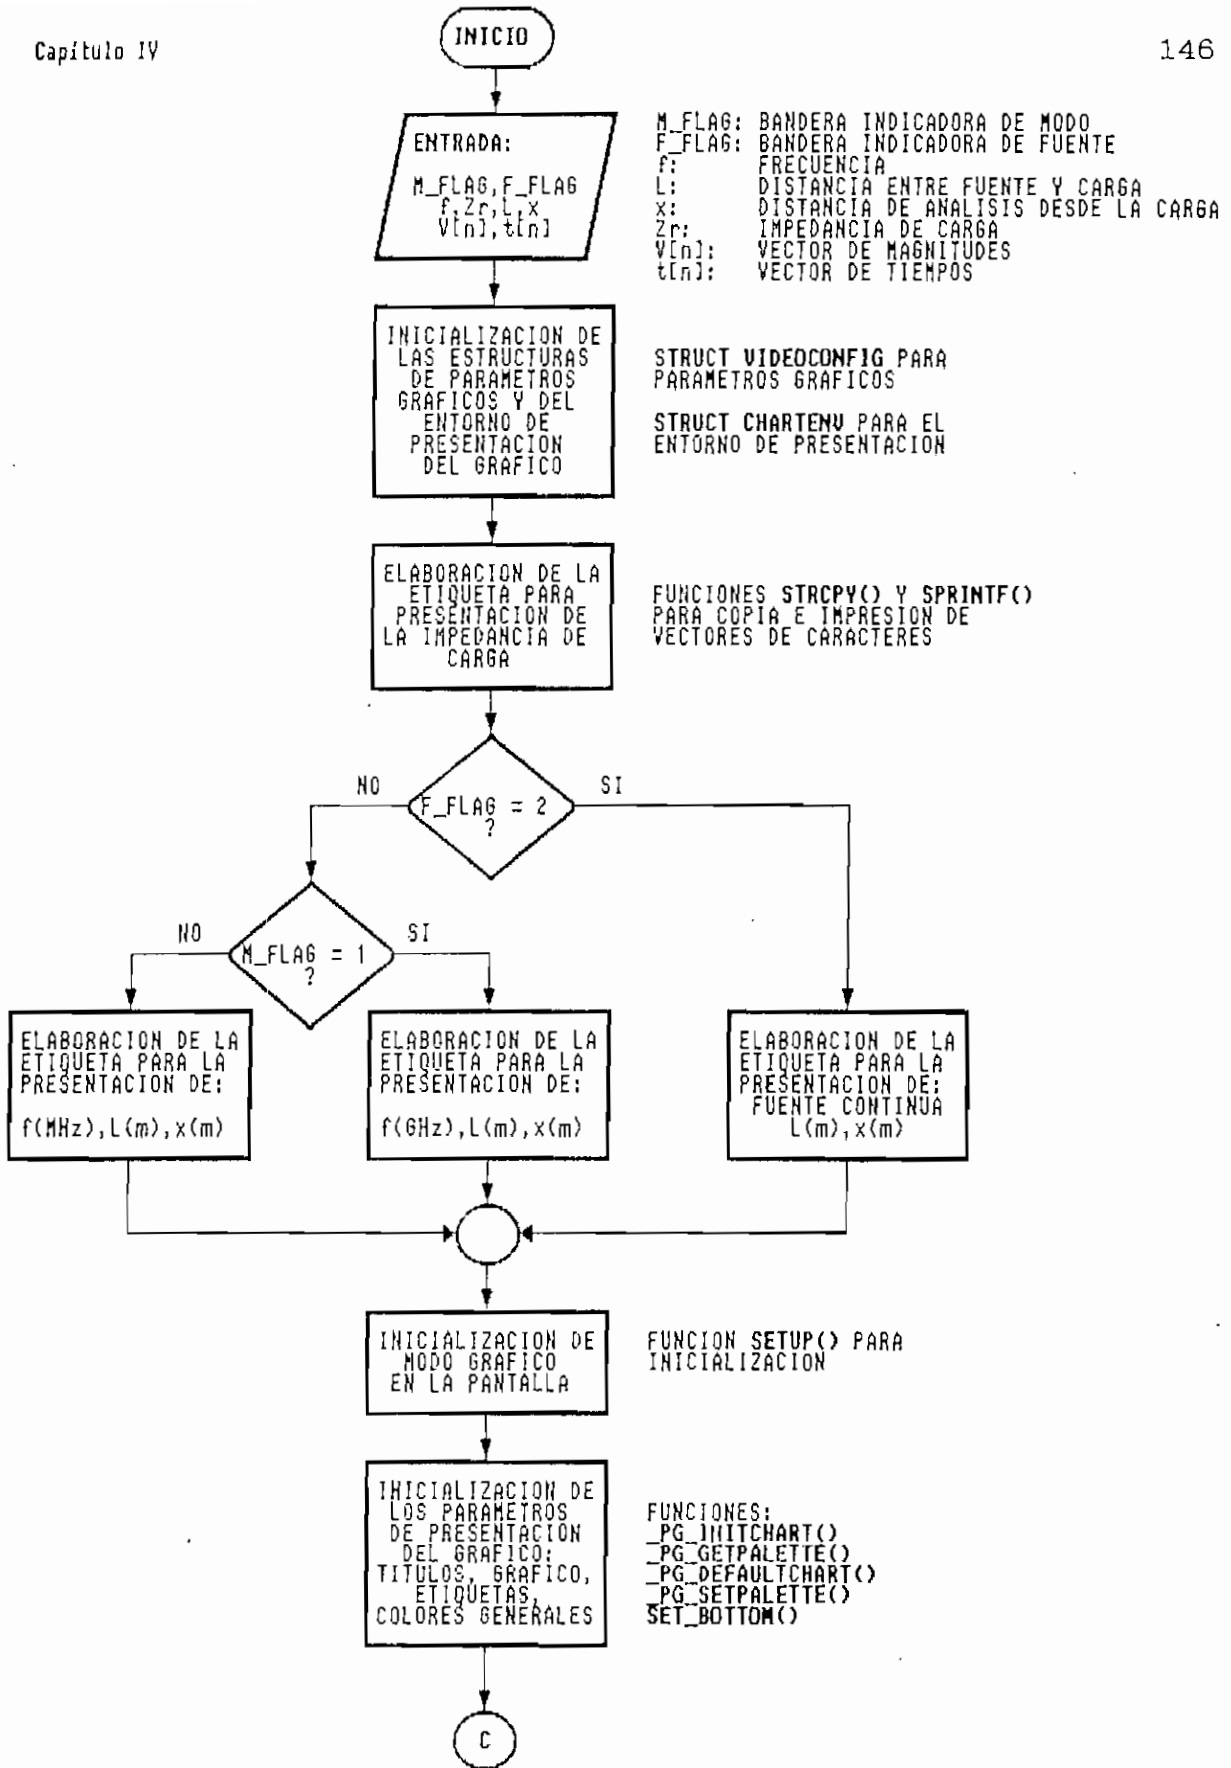 Capítulo IV
146
INICIO
ENTRADA:
M_FLAG,F_FLAG
f,Zr,L,x
V[n],t[n]
M_FLAG: BANDERA INDICADORA DE MODO
F_FLAG: BANDERA INDICADORA DE FUENTE
f: FRECUENCIA
L: DISTANCIA ENTRE FUENTE Y CARGA
x: DISTANCIA DE ANALISIS DESDE LA CARGA
Zr: IMPEDANCIA DE CARGA
V[n]: VECTOR DE MAGNITUDES
t[n]: VECTOR DE TIEMPOS
INICIALIZACION DE
LAS ESTRUCTURAS
DE PARAMETROS
GRAFICOS Y DEL
ENTORNO DE
PRESENTACION
DEL GRAFICO
STRUCT VIDEOCONFIG PARA
PARAMETROS GRAFICOS
STRUCT CHARTENV PARA EL
ENTORNO DE PRESENTACION
ELABORACION DE LA
ETIQUETA PARA
PRESENTACION DE
LA IMPEDANCIA DE
CARGA
FUNCIONES STRCPY() Y SPRINTF()
PARA COPIA E IMPRESION DE
VECTORES DE CARACTERES
NO
F_FLAG = 2
?
SI
NO
M_FLAG = 1
?
SI
ELABORACION DE LA
ETIQUETA PARA LA
PRESENTACION DE:
f(MHz),L(m),x(m)
ELABORACION DE LA
ETIQUETA PARA LA
PRESENTACION DE:
f(GHz),L(m),x(m)
ELABORACION DE LA
ETIQUETA PARA LA
PRESENTACION DE:
FUENTE CONTINUA
L(m),x(m)
INICIALIZACION DE
MODO GRAFICO
EN LA PANTALLA
FUNCION SETUP() PARA
INICIALIZACION
INICIALIZACION DE
LOS PARAMETROS
DE PRESENTACION
DEL GRAFICO:
TITULOS, GRAFICO,
ETIQUETAS,
COLORES GENERALES
FUNCIONES:
_PG_INITCHART()
_PG_GETPALETTE()
_PG_DEFAULTCHART()
_PG_SETPALETTE()
SET_BOTTOM()
C